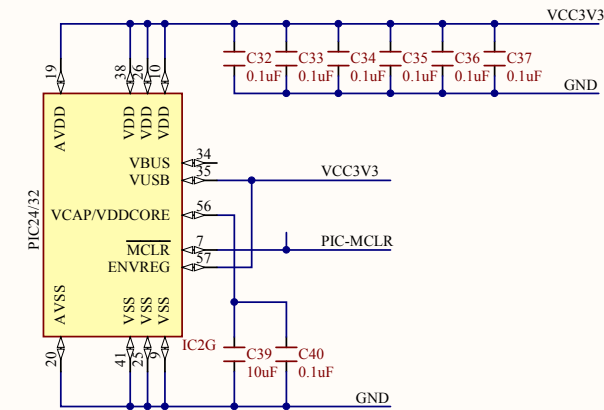 VCC3V3
19
38
26
10
C32
C33
C34
C35
C36
C37
0.1uF
0.1uF
0.1uF
0.1uF
0.1uF
0.1uF
GND
AVDD
VDD
VDD
VDD
VBUS
34
VUSB
35
VCC3V3
VCAP/VDDCORE
56
PIC24/32
MCLR
7
PIC-MCLR
ENVREG
57
AVSS
VSS
VSS
VSS
IC2G
20
41
25
9
C39
C40
10uF
0.1uF
GND